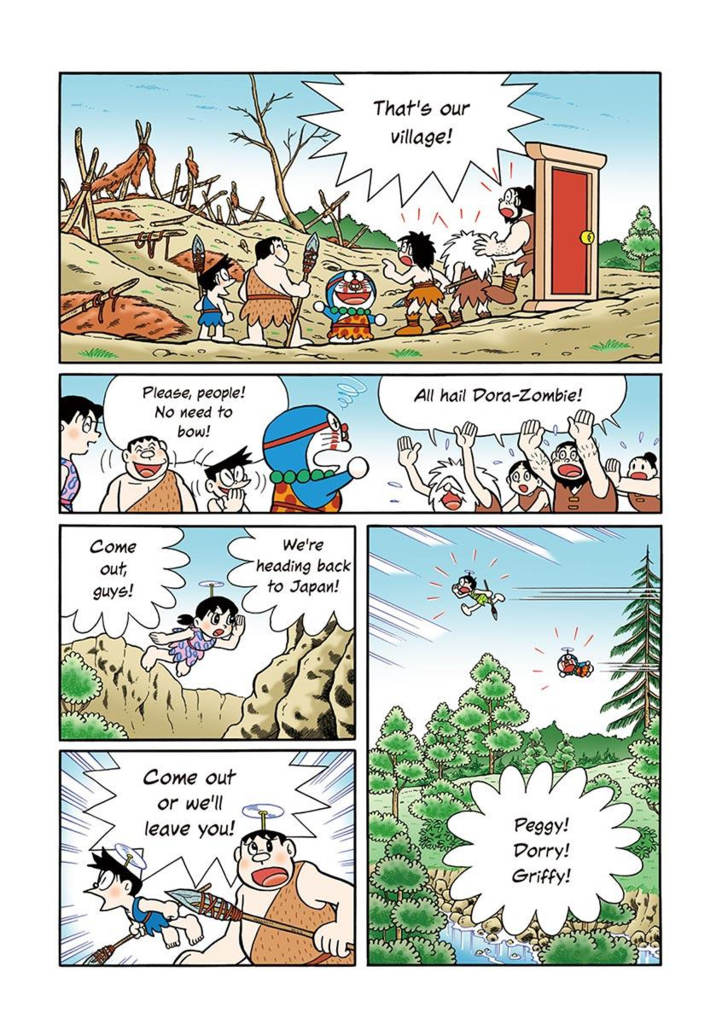 That's our
village!
Please, people!
No need to
bow!
All hail Dora-Zombie!
Come
out,
guys!
We're
heading back
to Japan!
Come out
or we'll
leave you!
Peggy!
Dorry!
Griffy!